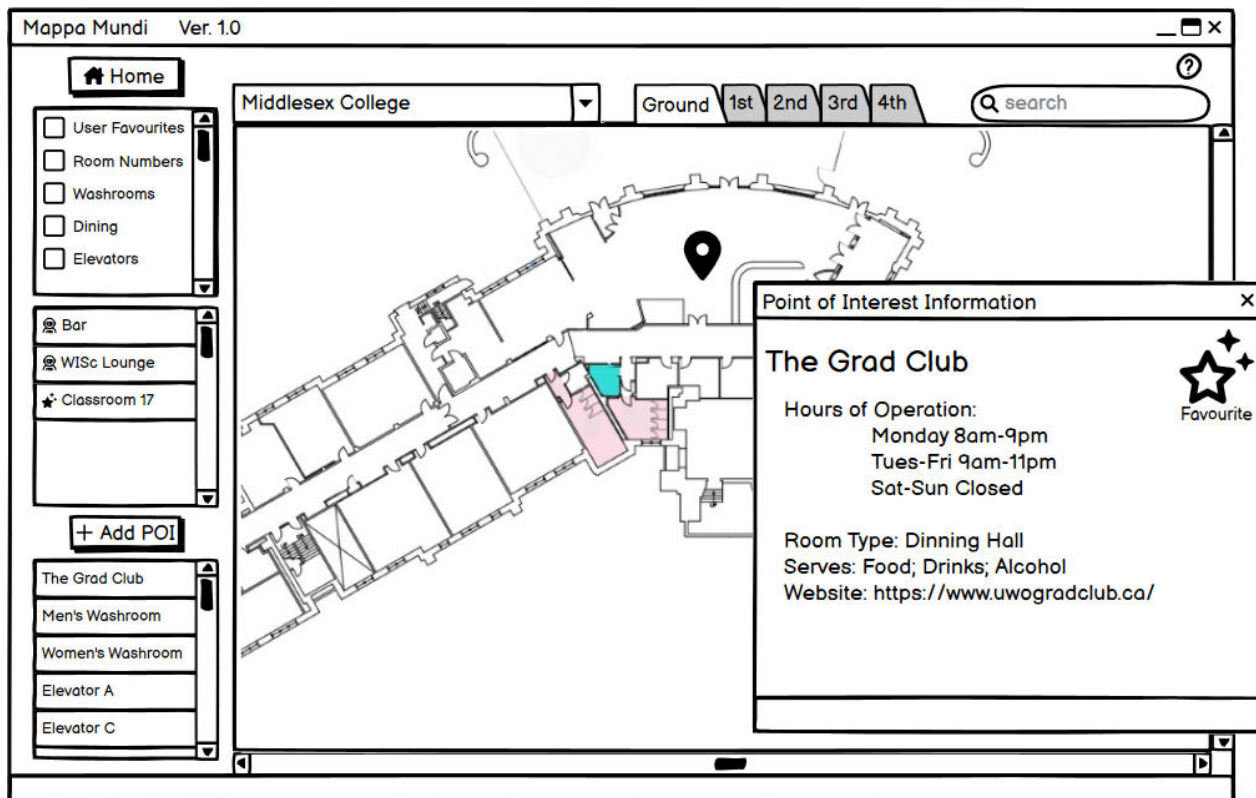 Mappa Mundi Ver. 1.0
Home
Middlesex College
Ground 1st 2nd 3rd 4th
search
User Favourites
Room Numbers
Washrooms
Dining
Elevators
Bar
WISc Lounge
Classroom 17
+ Add POI
The Grad Club
Men's Washroom
Women's Washroom
Elevator A
Elevator C
Point of Interest Information
The Grad Club
Favourite
Hours of Operation:
Monday 8am-9pm
Tues-Fri 9am-11pm
Sat-Sun Closed
Room Type: Dinning Hall
Serves: Food; Drinks; Alcohol
Website: https://www.uwogradclub.ca/